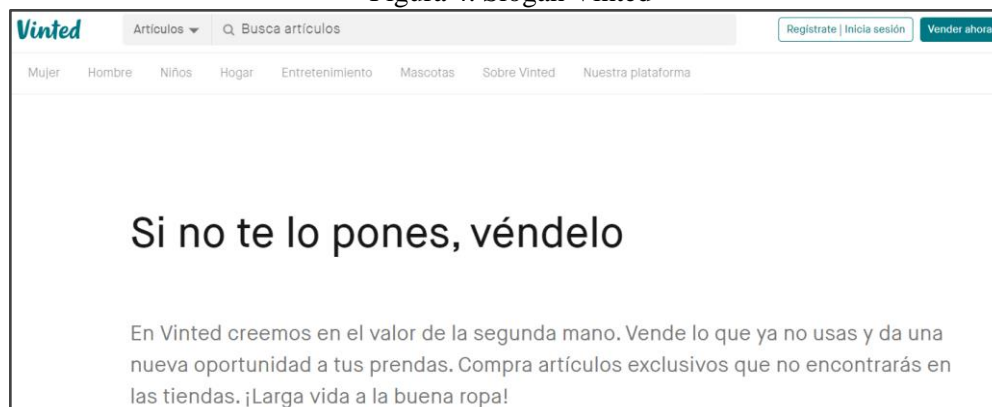 Figura 4. Slogan Vinted
Vinted
Artículos
Busca artículos
Regístrate | Inicia sesión
Vender ahora
Mujer Hombre Niños Hogar Entretenimiento Mascotas Sobre Vinted Nuestra plataforma
Si no te lo pones, véndelo
En Vinted creemos en el valor de la segunda mano. Vende lo que ya no usas y da una
nueva oportunidad a tus prendas. Compra artículos exclusivos que no encontrarás en
las tiendas. ¡Larga vida a la buena ropa!